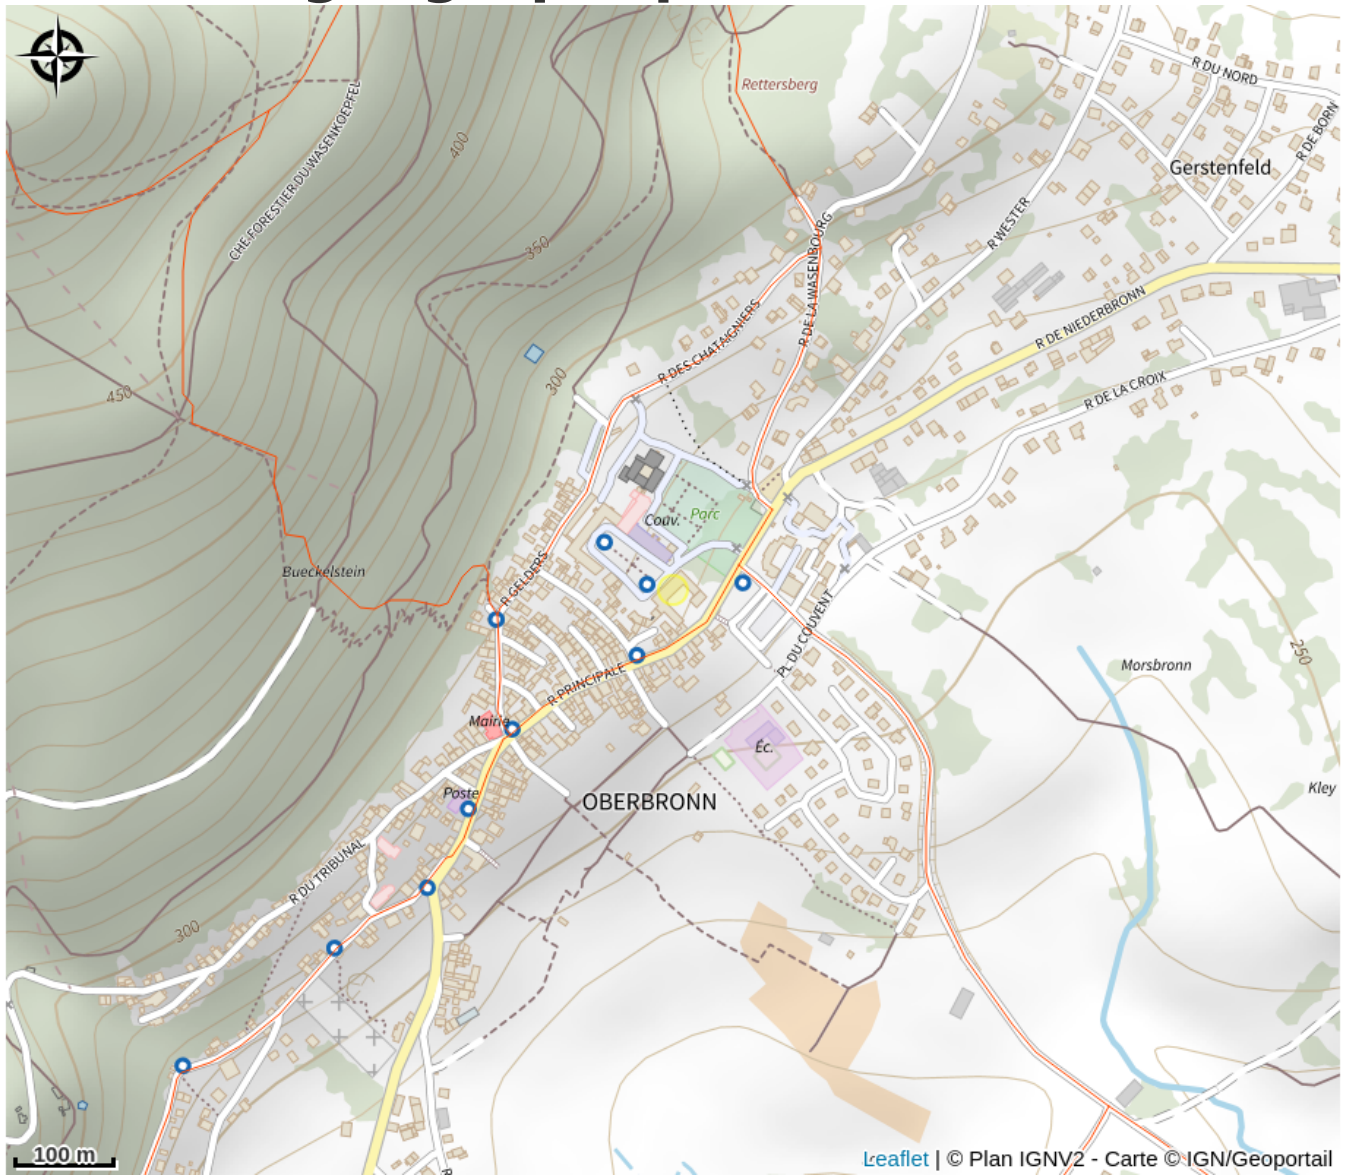 Rettersberg
R DU NORD
R DE BORN
Gerstenfeld
400
CHE FORESTIER DU WASENKOEPFEL
R WESTER
R DE LA WASENBOURG
350
R DE NIEDERBRONN
R DES CHATAIGNIERS
300
450
R DE LA CROIX
Couv.
Parc
Bueckelstein
R GELDERS
PL DU COUVENT
250
Morsbronn
R PRINCIPALE
Mairie
Éc.
Kley
Poste
OBERBRONN
R DU TRIBUNAL
300
100 m
R
Leaflet | © Plan IGNV2 - Carte © IGN/Geoportail